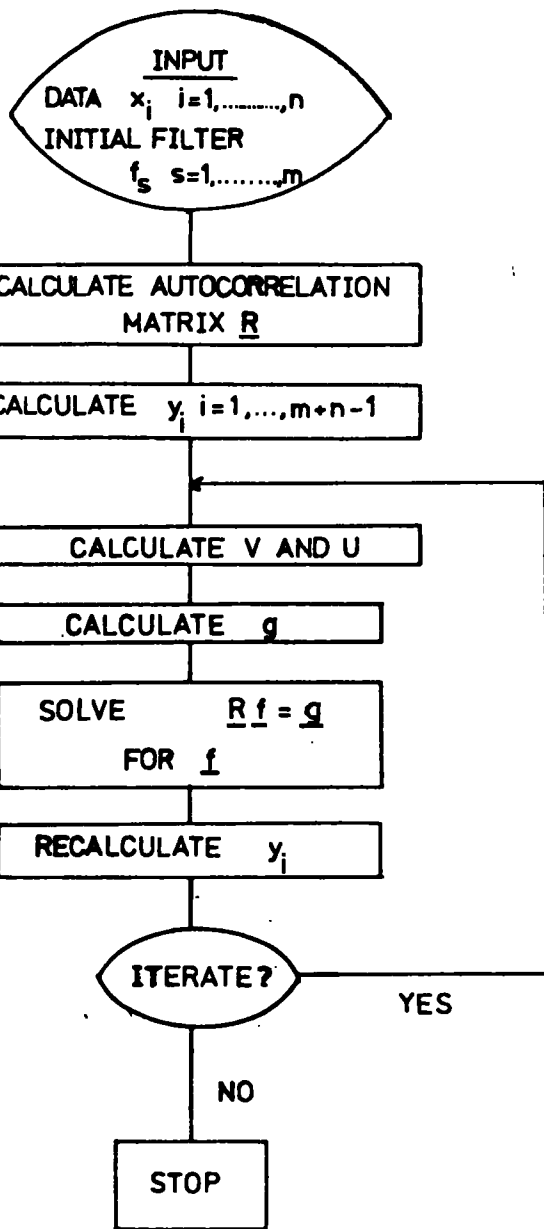 INPUT
DATA x_i i=1,..........,n
INITIAL FILTER
f_s s=1,........,m
CALCULATE AUTOCORRELATION
MATRIX R
CALCULATE y_i i=1,...,m+n-1
CALCULATE V AND U
CALCULATE g
SOLVE R f = g
FOR f
RECALCULATE y_i
ITERATE?
YES
NO
STOP